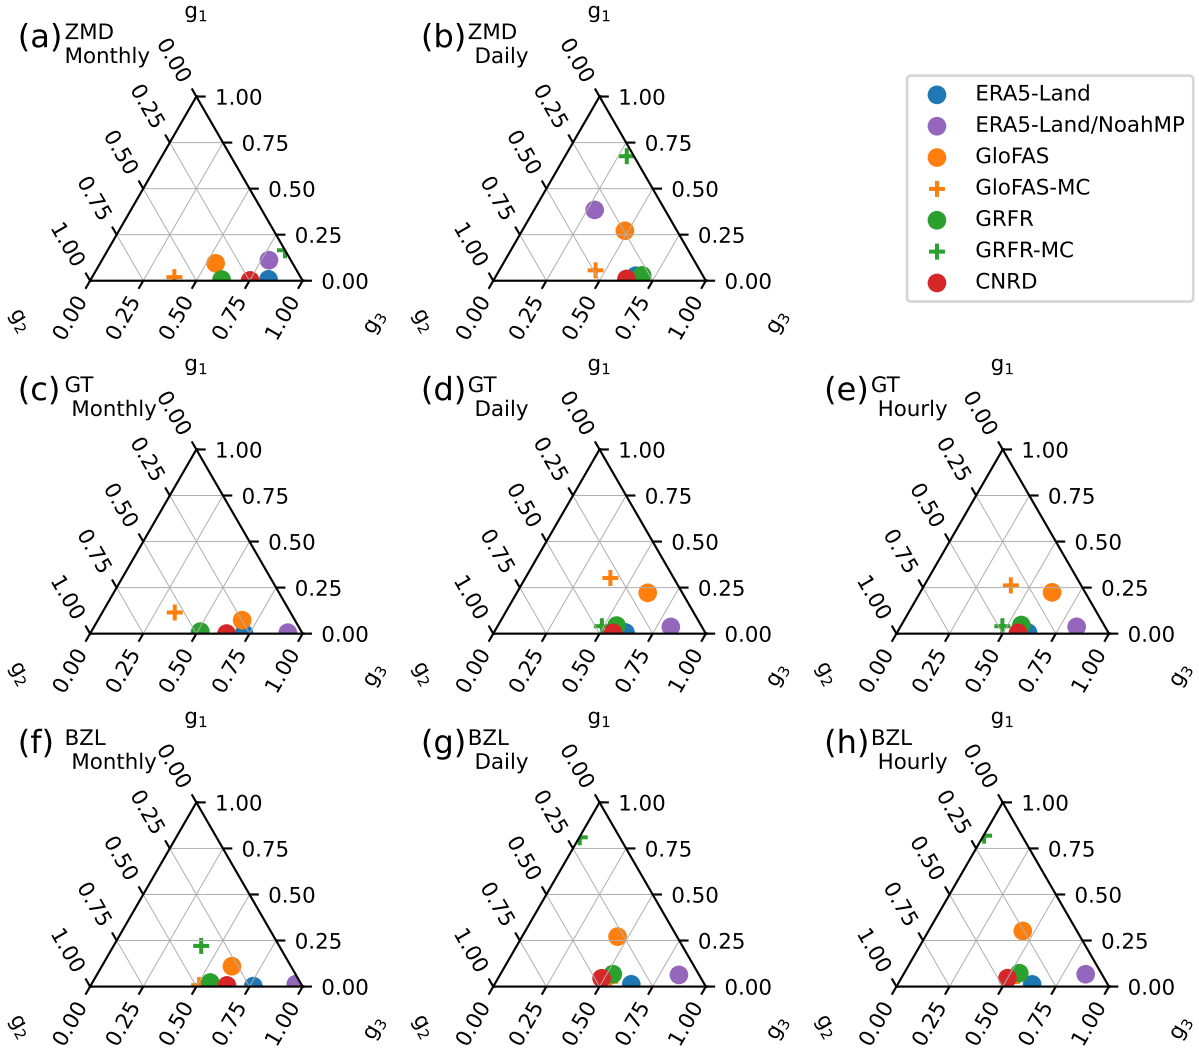 (a) ZMD
Monthly
g1
0.00
0.25
0.50
0.75
1.00
1.00
0.75
0.50
0.25
0.00
0.00
0.25
0.50
0.75
1.00
g2
g3
(b) ZMD
Daily
g1
0.00
0.25
0.50
0.75
1.00
1.00
0.75
0.50
0.25
0.00
0.00
0.25
0.50
0.75
1.00
g2
g3
ERA5-Land
ERA5-Land/NoahMP
GloFAS
GloFAS-MC
GRFR
GRFR-MC
CNRD
(c) GT
Monthly
g1
0.00
0.25
0.50
0.75
1.00
1.00
0.75
0.50
0.25
0.00
0.00
0.25
0.50
0.75
1.00
g2
g3
(d) GT
Daily
g1
0.00
0.25
0.50
0.75
1.00
1.00
0.75
0.50
0.25
0.00
0.00
0.25
0.50
0.75
1.00
g2
g3
(e) GT
Hourly
g1
0.00
0.25
0.50
0.75
1.00
1.00
0.75
0.50
0.25
0.00
0.00
0.25
0.50
0.75
1.00
g2
g3
(f) BZL
Monthly
g1
0.00
0.25
0.50
0.75
1.00
1.00
0.75
0.50
0.25
0.00
0.00
0.25
0.50
0.75
1.00
g2
g3
(g) BZL
Daily
g1
0.00
0.25
0.50
0.75
1.00
1.00
0.75
0.50
0.25
0.00
0.00
0.25
0.50
0.75
1.00
g2
g3
(h) BZL
Hourly
g1
0.00
0.25
0.50
0.75
1.00
1.00
0.75
0.50
0.25
0.00
0.00
0.25
0.50
0.75
1.00
g2
g3